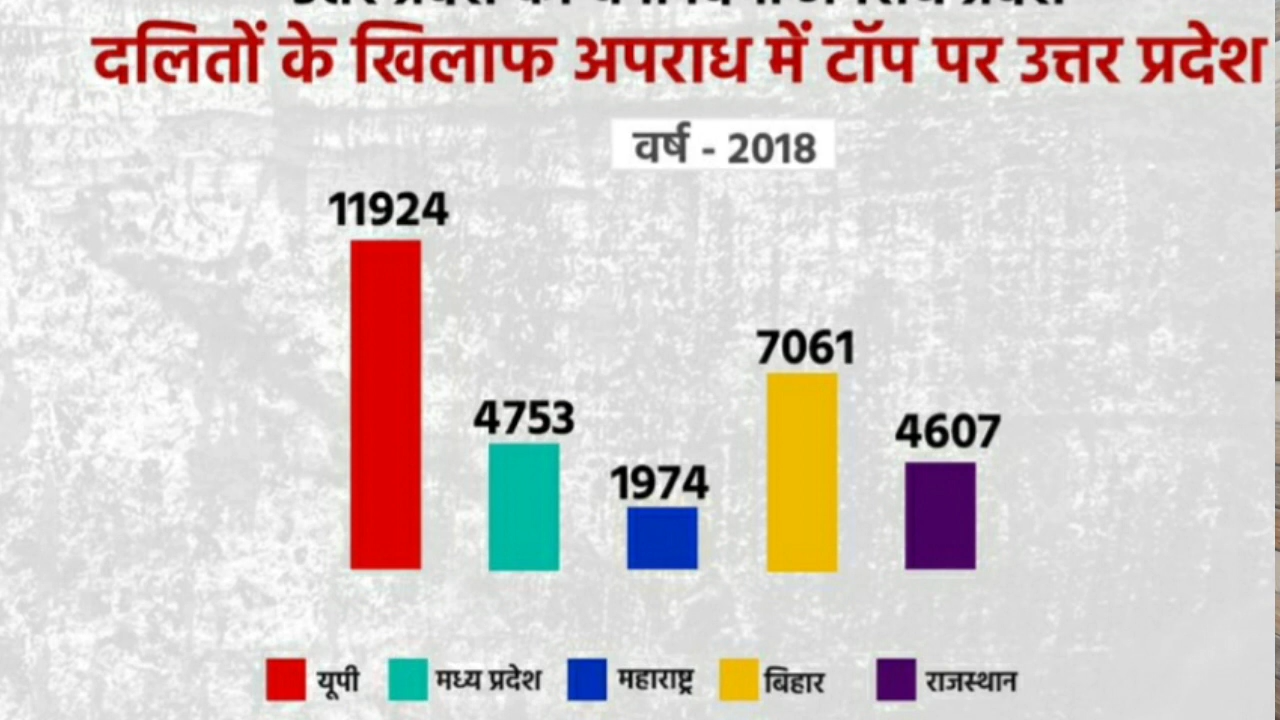 दलितों के खिलाफ अपराध में टॉप पर उत्तर प्रदेश
वर्ष - 2018
11924
7061
4753
4607
1974
यूपी मध्य प्रदेश महाराष्ट्र बिहार राजस्थान